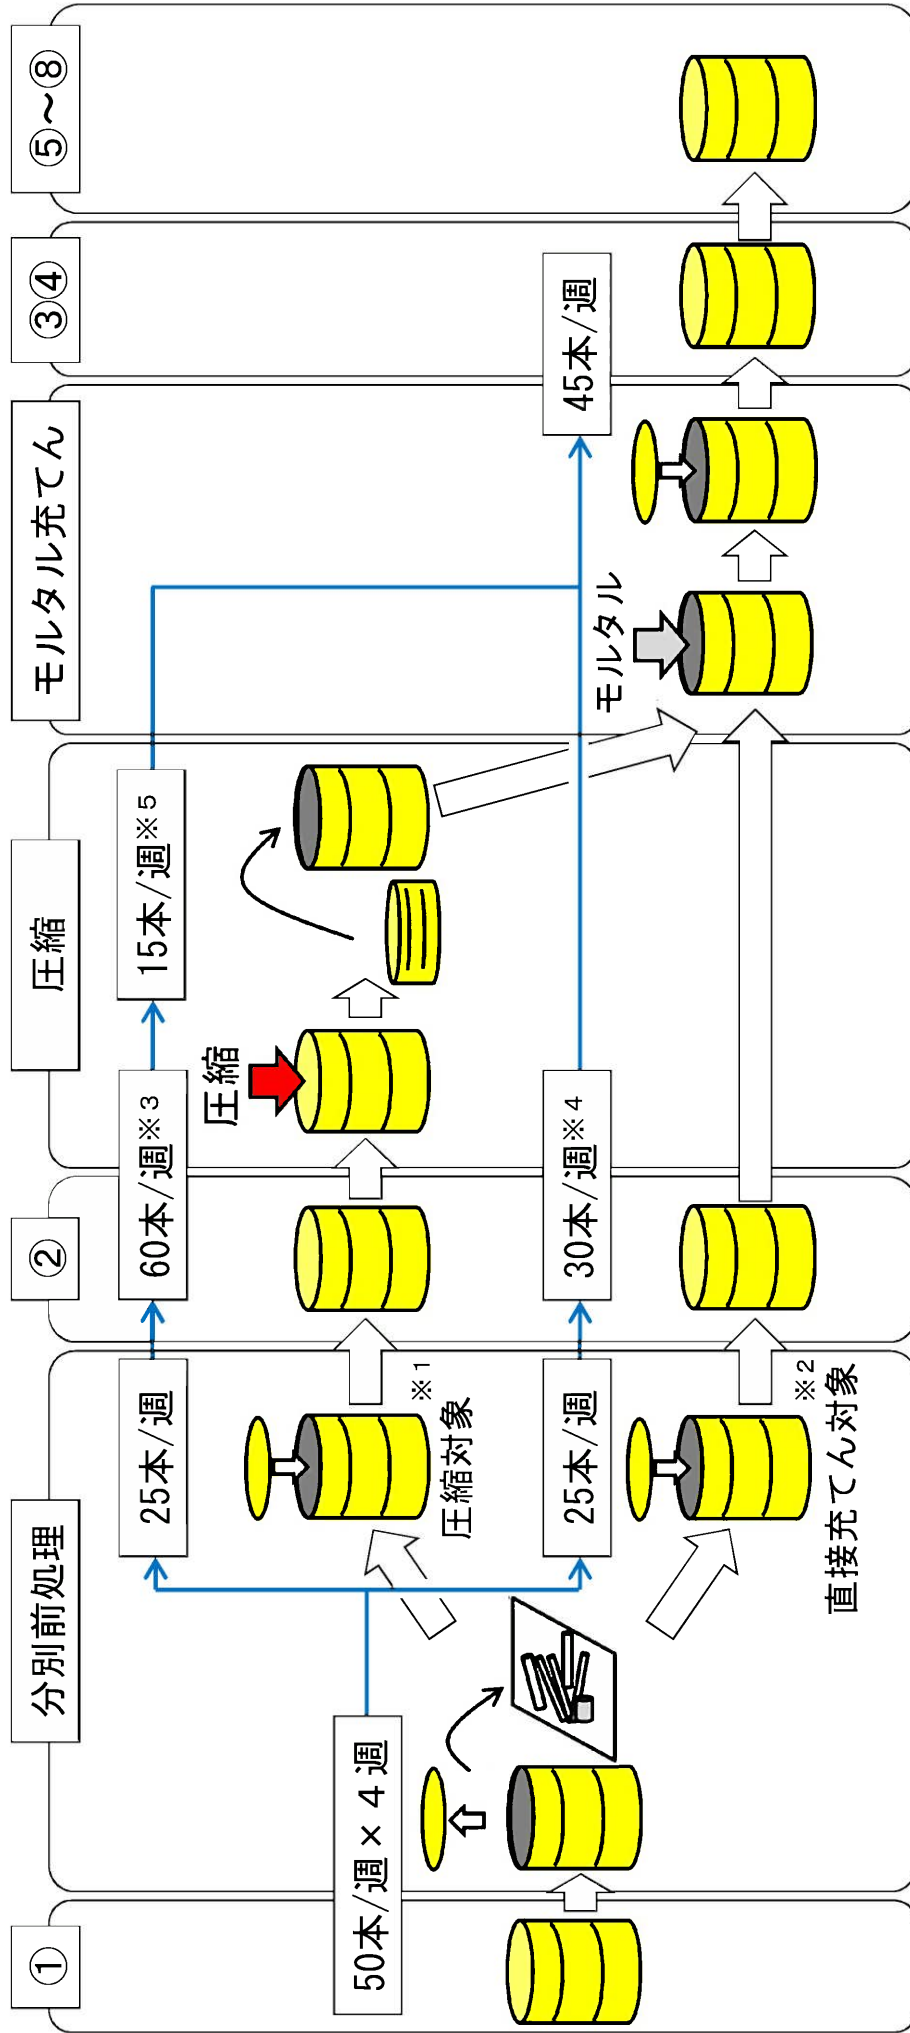 ①
分別前処理
②
圧縮
モルタル充てん
③④
⑤～⑧
50本/週×4週
25本/週
60本/週※3
15本/週※5
圧縮
圧縮対象※1
25本/週
30本/週※4
45本/週
モルタル
直接充てん対象※2